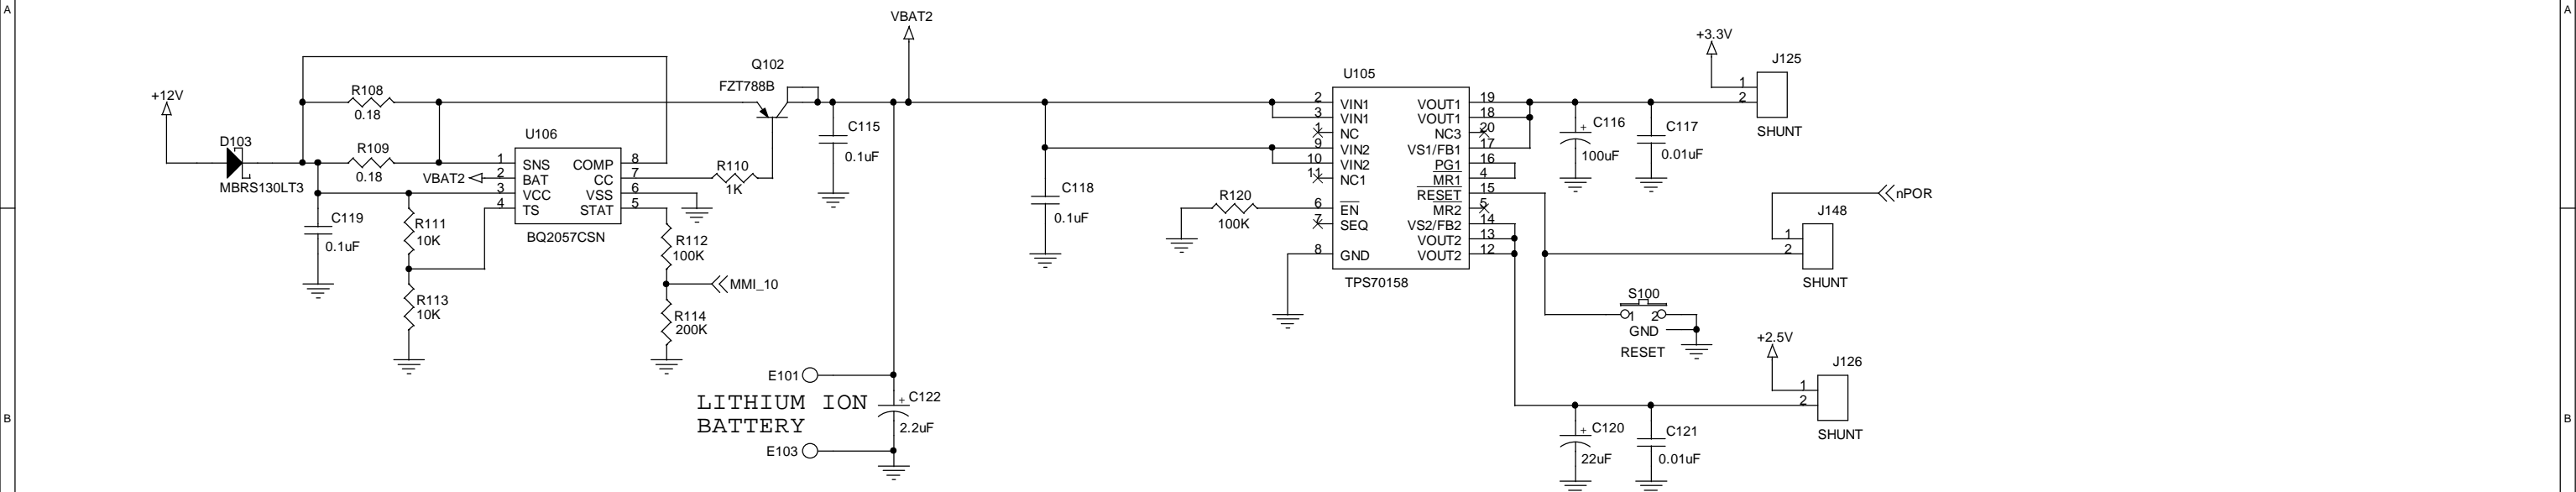 A
A
B
B
+12V
D103
MBRS130LT3
R108
0.18
R109
0.18
C119
0.1uF
R111
10K
R113
10K
VBAT2
U106
1 SNS COMP 8
2 BAT CC 7
3 VCC VSS 6
4 TS STAT 5
BQ2057CSN
R112
100K
MMI_10
R114
200K
R110
1K
Q102
FZT788B
C115
0.1uF
VBAT2
E101
LITHIUM ION
BATTERY
E103
+ C122
2.2uF
C118
0.1uF
R120
100K
U105
2 VIN1 VOUT1 19
3 VIN1 VOUT1 18
1 NC NC3 20
9 VIN2 VS1/FB1 17
10 VIN2 PG1 16
11 NC1 MR1 4
RESET 15
6 EN MR2 5
7 SEQ VS2/FB2 14
VOUT2 13
8 GND VOUT2 12
TPS70158
+ C116
100uF
C117
0.01uF
+3.3V
J125
1
2
SHUNT
nPOR
J148
1
2
SHUNT
S100
1 2
GND
RESET
+2.5V
J126
1
2
SHUNT
+ C120
22uF
C121
0.01uF